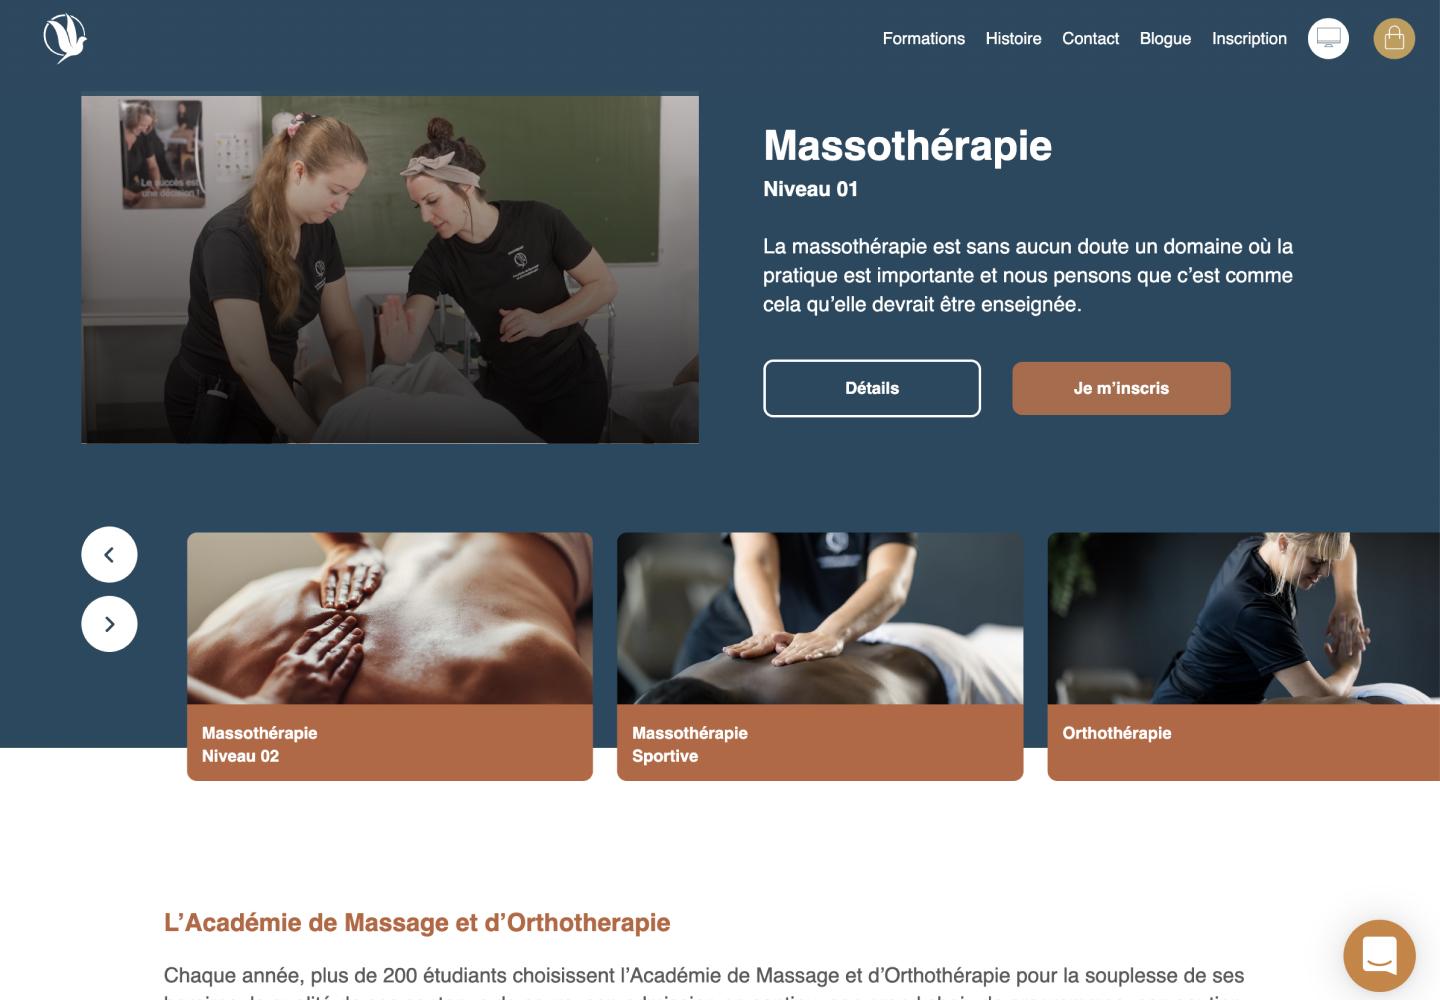 Formations Histoire Contact Blogue Inscription
Le succès est
une décision !
Massothérapie
Niveau 01
La massothérapie est sans aucun doute un domaine où la
pratique est importante et nous pensons que c’est comme
cela qu’elle devrait être enseignée.
Détails
Je m’inscris
Massothérapie
Niveau 02
Massothérapie
Sportive
Orthothérapie
L’Académie de Massage et d’Orthotherapie
Chaque année, plus de 200 étudiants choisissent l’Académie de Massage et d’Orthothérapie pour la souplesse de ses